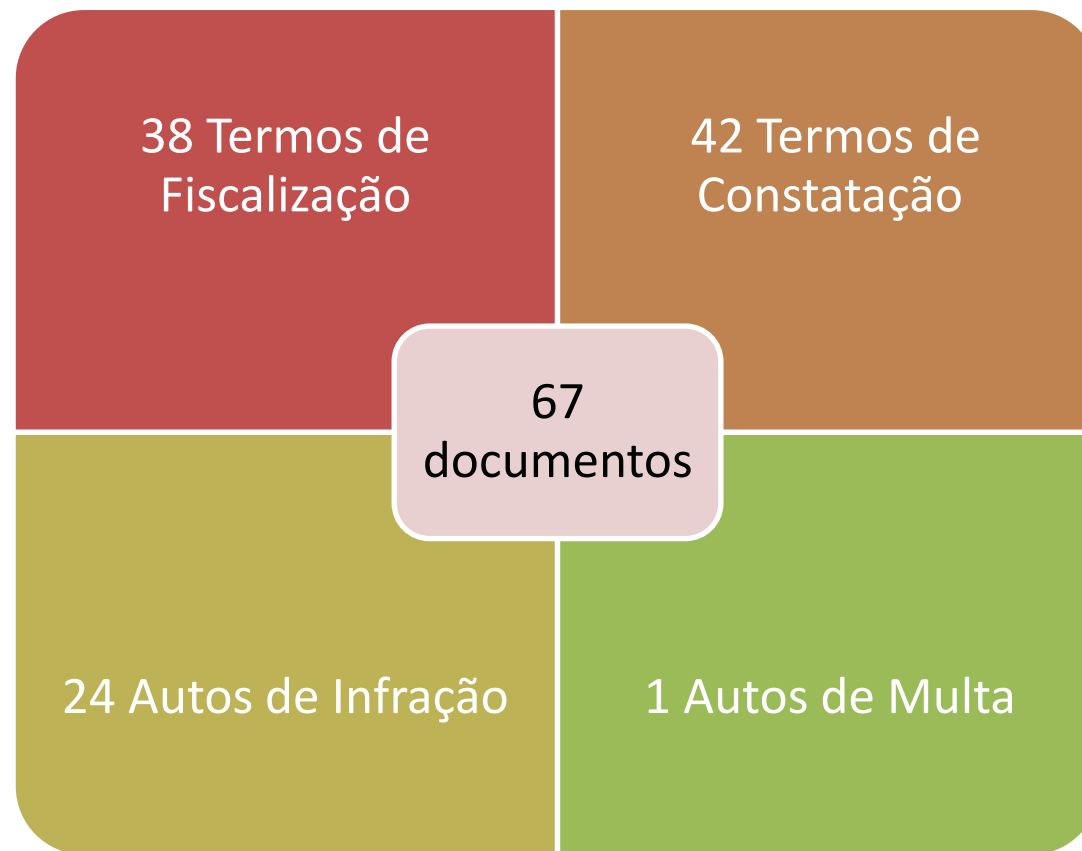 38 Termos de
Fiscalização
42 Termos de
Constatação
67
documentos
24 Autos de Infração
1 Autos de Multa